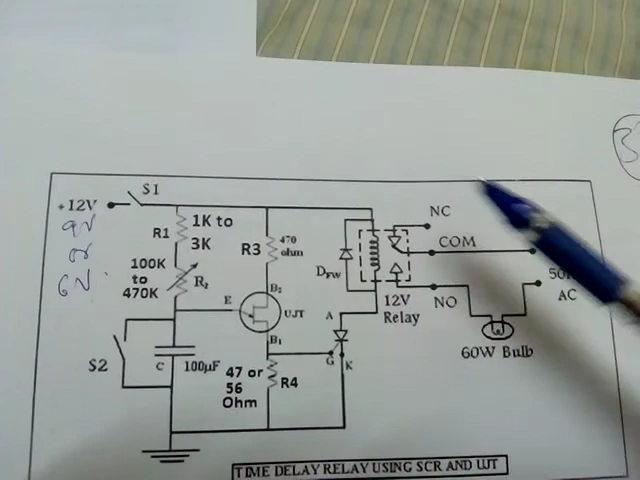 S1
+12V
9V
6V
R1
1K to
3K
R3
470
ohm
100K
to
470K
R2
E
B2
UJT
B1
S2
C
100µF
47 or
56
Ohm
R4
DFW
A
G
K
12V
Relay
NC
COM
NO
AC
60W Bulb
TIME DELAY RELAY USING SCR AND UJT